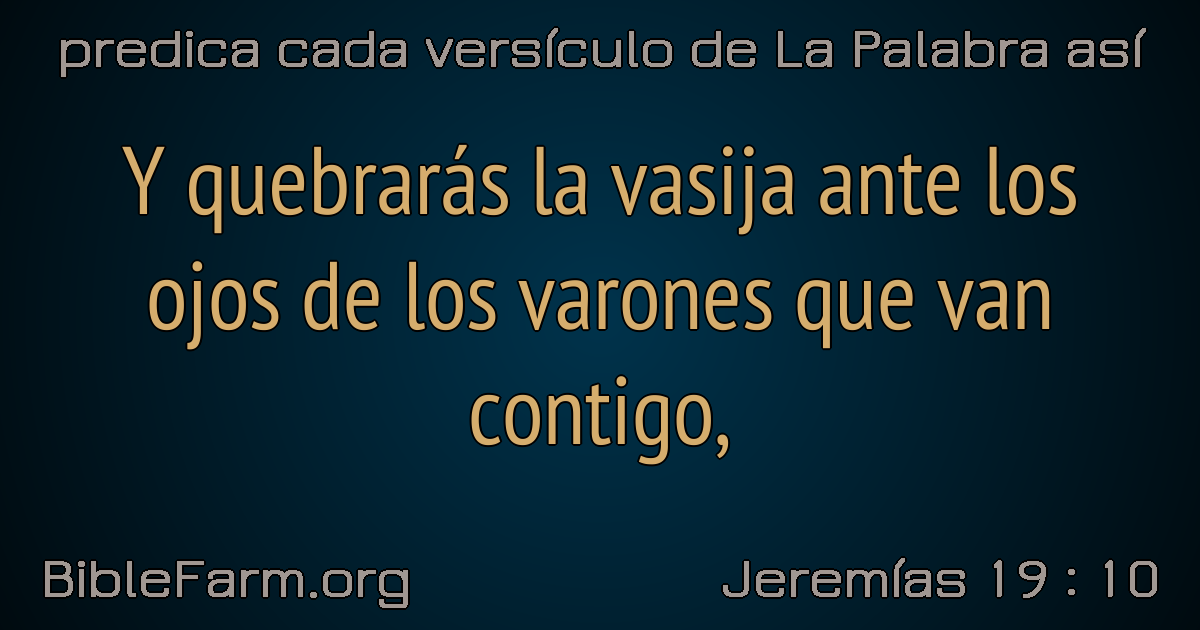 predica cada versículo de La Palabra así
Y quebrarás la vasija ante los
ojos de los varones que van
contigo,
BibleFarm.org
Jeremías 19 : 10